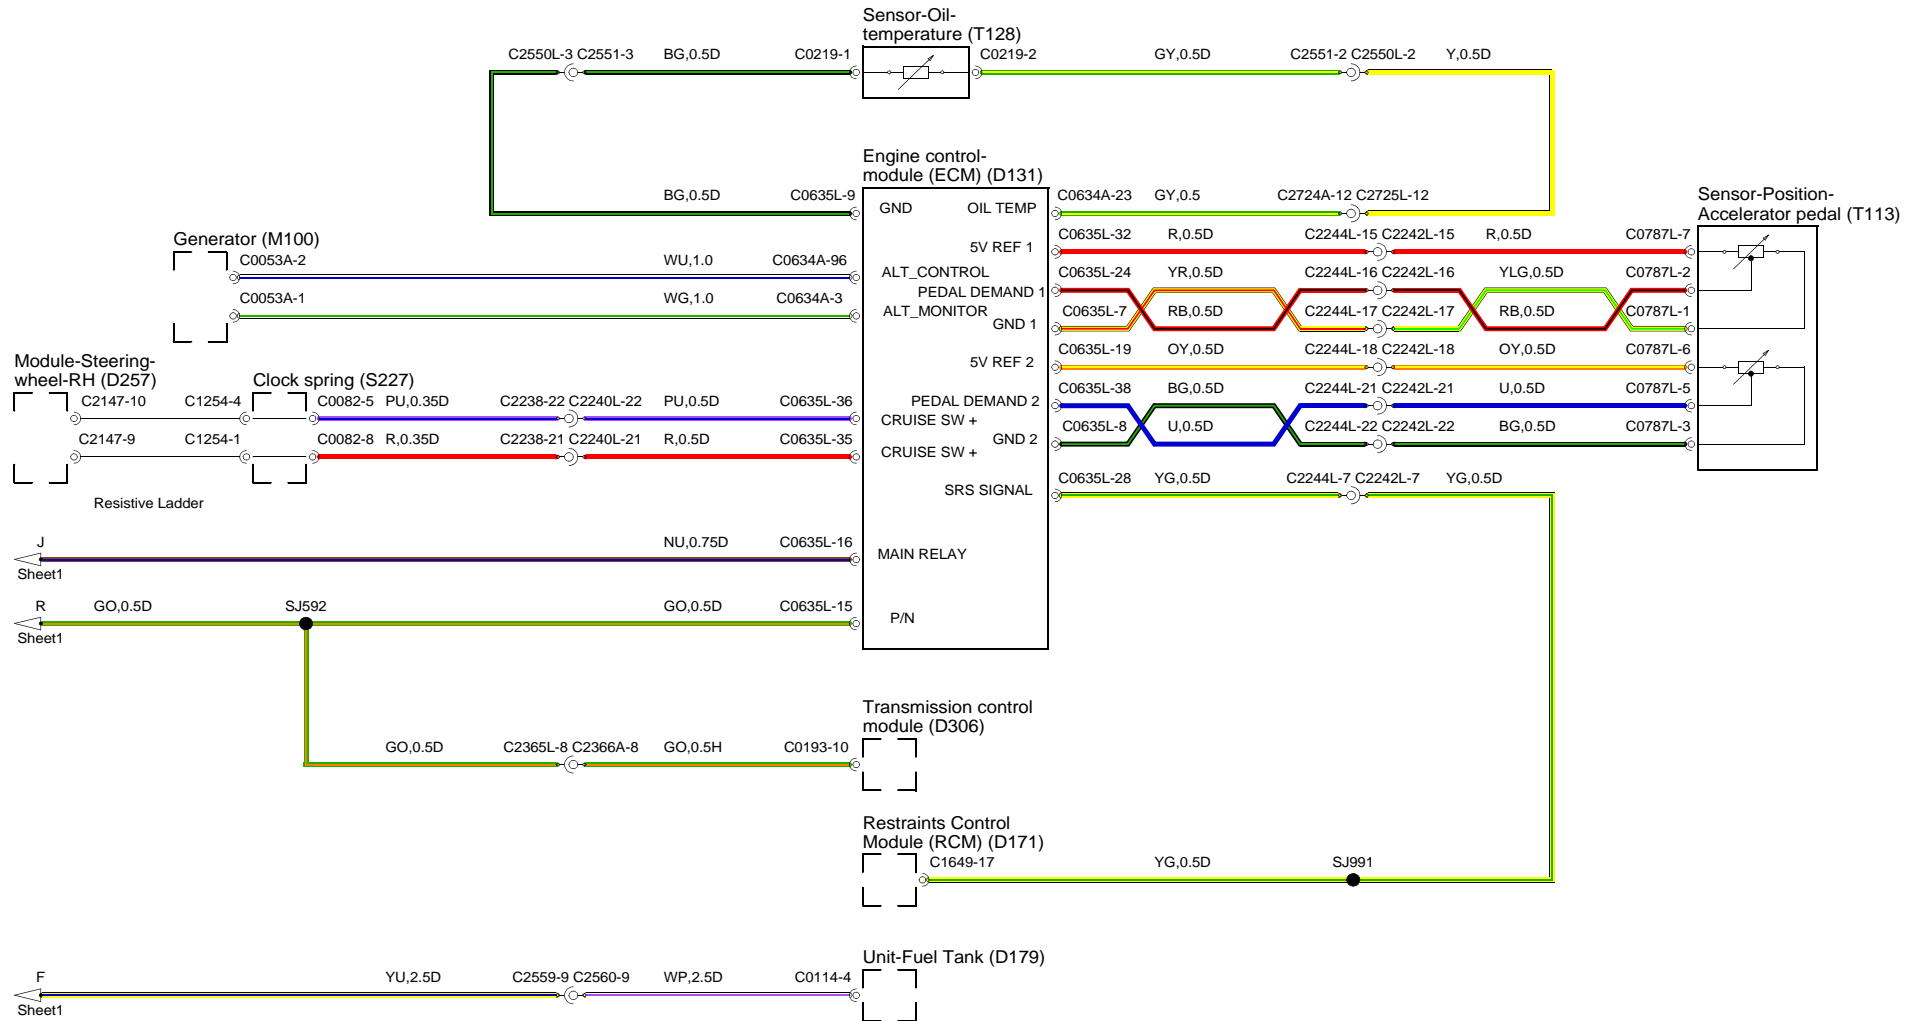 Sensor-Oil-
temperature (T128)
C2550L-3 C2551-3 BG,0.5D C0219-1 C0219-2 GY,0.5D C2551-2 C2550L-2 Y,0.5D
Engine control-
module (ECM) (D131)
BG,0.5D C0635L-9 GND OIL TEMP C0634A-23 GY,0.5 C2724A-12 C2725L-12
Sensor-Position-
Accelerator pedal (T113)
5V REF 1 C0635L-32 R,0.5D C2244L-15 C2242L-15 R,0.5D C0787L-7
Generator (M100)
C0053A-2 WU,1.0 C0634A-96 ALT_CONTROL
PEDAL DEMAND 1 C0635L-24 YR,0.5D C2244L-16 C2242L-16 YLG,0.5D C0787L-2
C0053A-1 WG,1.0 C0634A-3 ALT_MONITOR
GND 1 C0635L-7 RB,0.5D C2244L-17 C2242L-17 RB,0.5D C0787L-1
5V REF 2 C0635L-19 OY,0.5D C2244L-18 C2242L-18 OY,0.5D C0787L-6
Module-Steering-
wheel-RH (D257)
Clock spring (S227)
C2147-10 C1254-4 C0082-5 PU,0.35D C2238-22 C2240L-22 PU,0.5D C0635L-36 CRUISE SW +
PEDAL DEMAND 2 C0635L-38 BG,0.5D C2244L-21 C2242L-21 U,0.5D C0787L-5
C2147-9 C1254-1 C0082-8 R,0.35D C2238-21 C2240L-21 R,0.5D C0635L-35 CRUISE SW +
GND 2 C0635L-8 U,0.5D C2244L-22 C2242L-22 BG,0.5D C0787L-3
SRS SIGNAL C0635L-28 YG,0.5D C2244L-7 C2242L-7 YG,0.5D
Resistive Ladder
J NU,0.75D C0635L-16 MAIN RELAY
Sheet1
R GO,0.5D SJ592 GO,0.5D C0635L-15 P/N
Sheet1
Transmission control
module (D306)
GO,0.5D C2365L-8 C2366A-8 GO,0.5H C0193-10
Restraints Control
Module (RCM) (D171)
C1649-17 YG,0.5D SJ991
Unit-Fuel Tank (D179)
F YU,2.5D C2559-9 C2560-9 WP,2.5D C0114-4
Sheet1